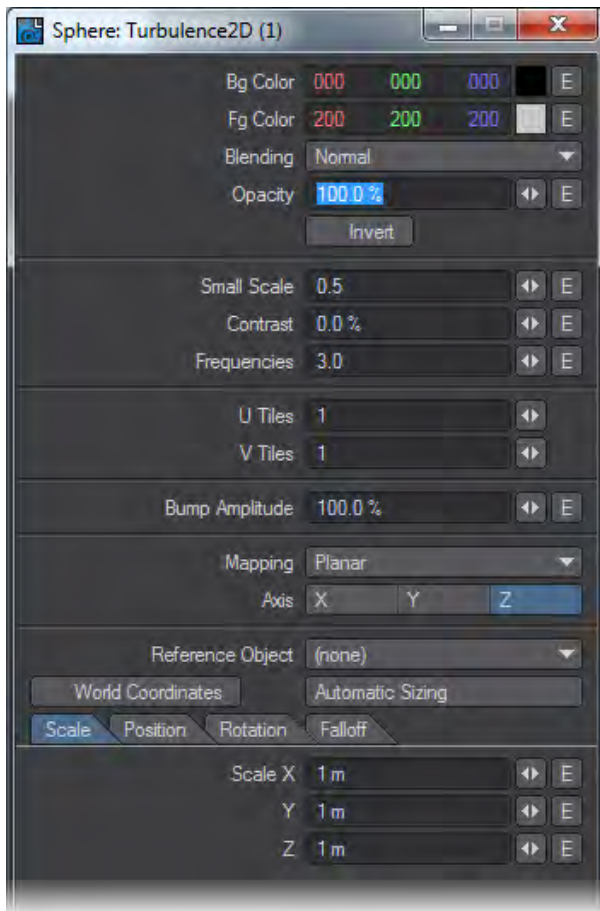 Sphere: Turbulence2D (1)
Bg Color 000 000 000 E
Fg Color 200 200 200 E
Blending Normal
Opacity 100.0 % E
Invert
Small Scale 0.5 E
Contrast 0.0 % E
Frequencies 3.0 E
U Tiles 1
V Tiles 1
Bump Amplitude 100.0 % E
Mapping Planar
Axis X Y Z
Reference Object (none)
World Coordinates Automatic Sizing
Scale Position Rotation Falloff
Scale X 1 m E
Y 1 m E
Z 1 m E